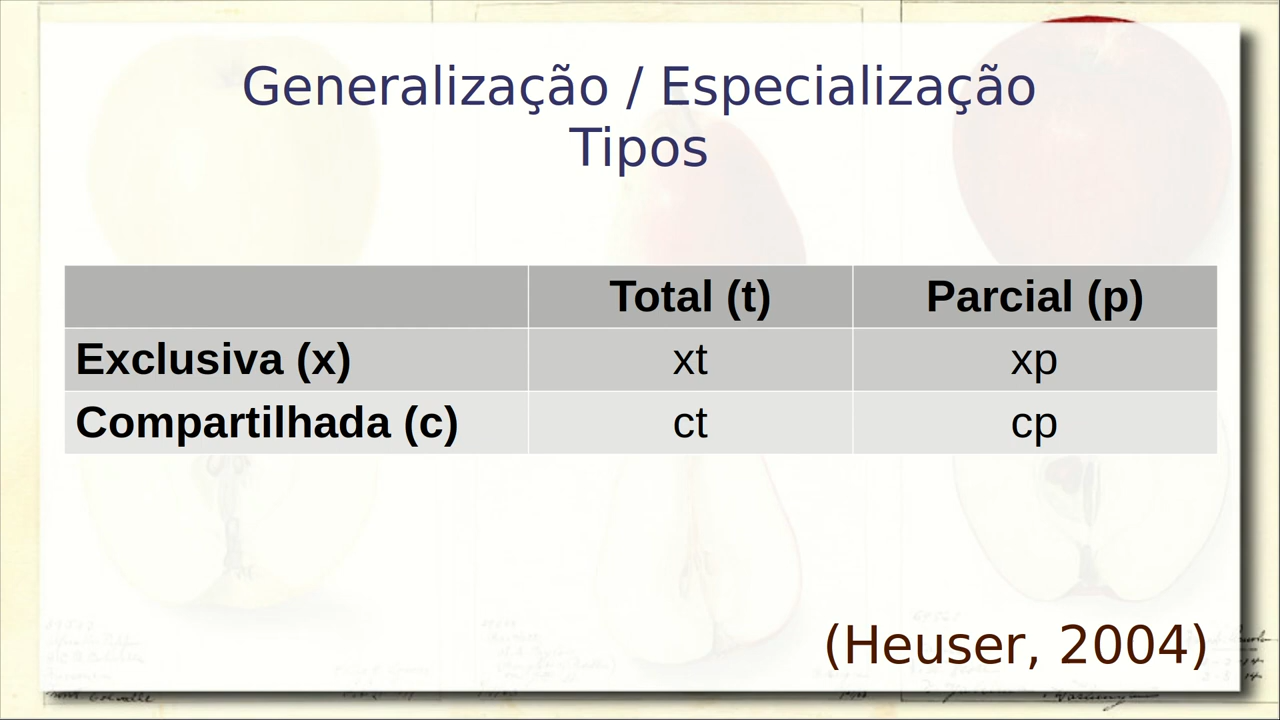 Generalização / Especialização
Tipos
Total (t) Parcial (p)
Exclusiva (x) xt xp
Compartilhada (c) ct cp
(Heuser, 2004)